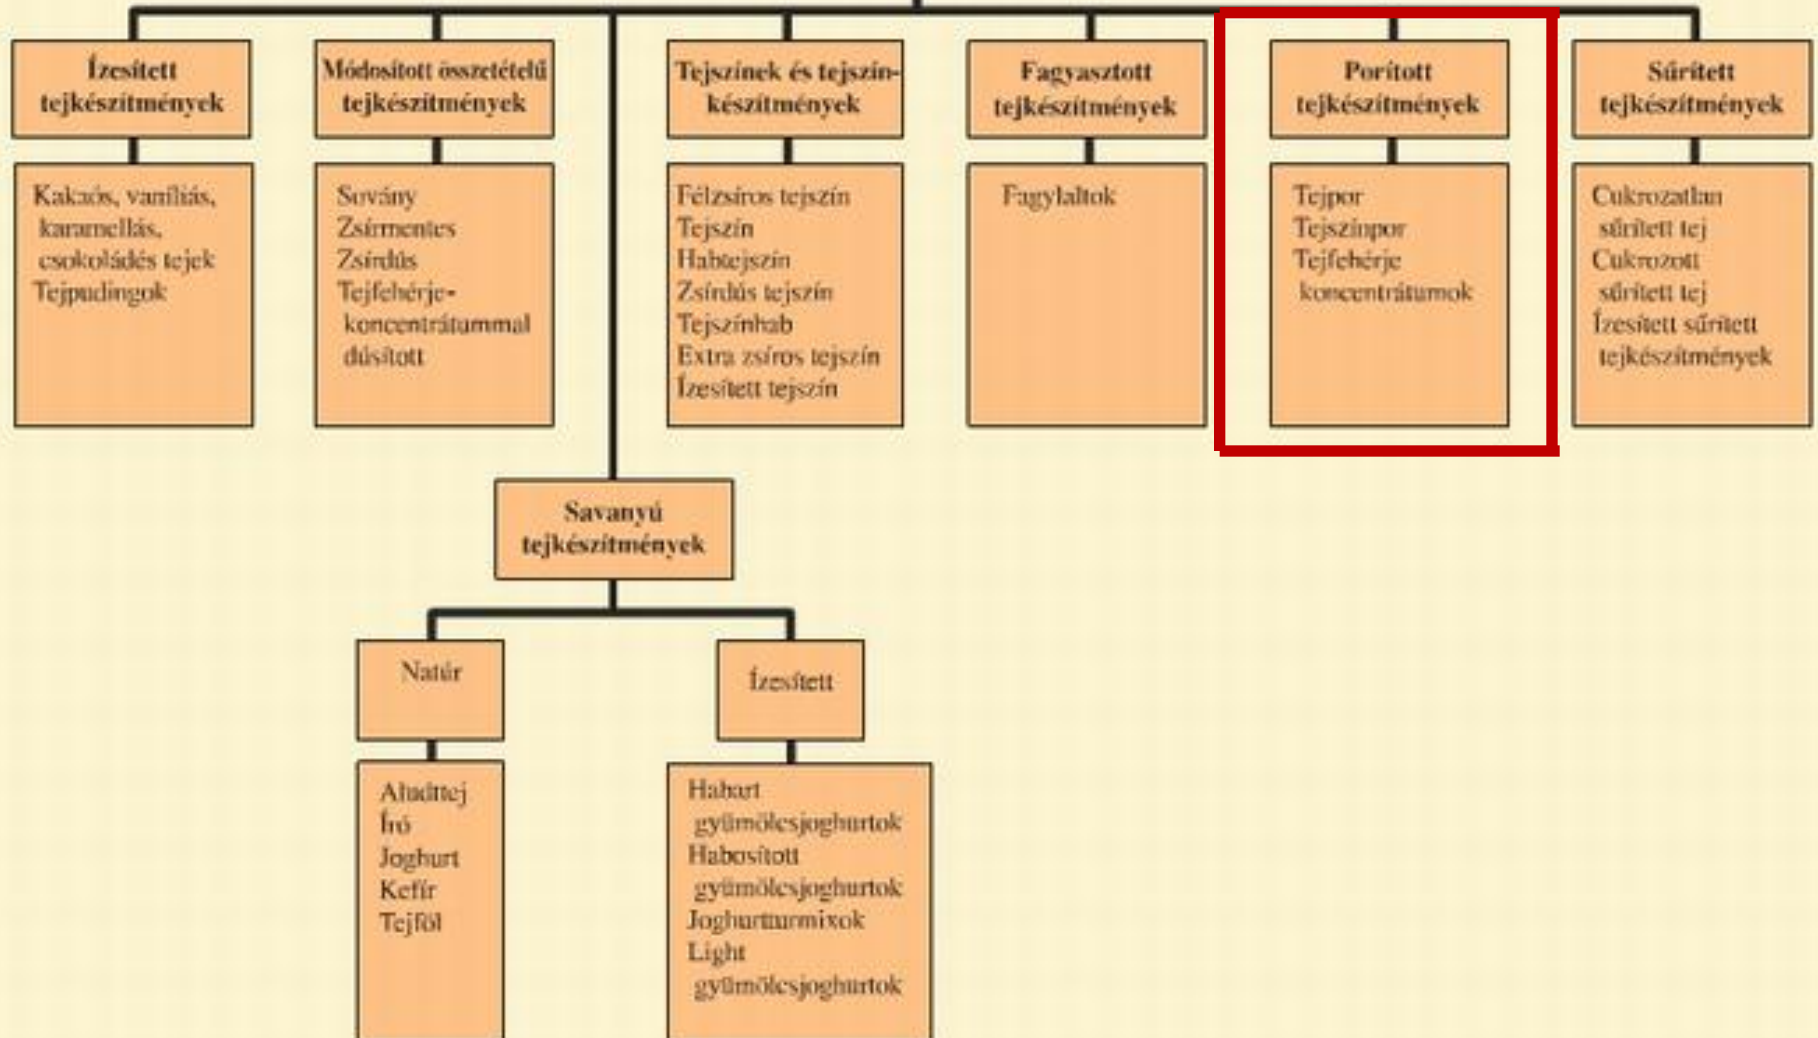 Ízesített
tejkészítmények
Kakaós, vaníliás,
karamellás,
csokoládés tejek
Tejpudingok
Módosított összetételű
tejkészítmények
Sovány
Zsírmentes
Zsírdús
Tejfehérje-
koncentrátummal
dúsított
Tejszínek és tejszín-
készítmények
Félzsíros tejszín
Tejszín
Habtejszín
Zsírdús tejszín
Tejszínhab
Extra zsíros tejszín
Ízesített tejszín
Fagyasztott
tejkészítmények
Fagylaltok
Porított
tejkészítmények
Tejpor
Tejszínpor
Tejfehérje
koncentrátumok
Sűrített
tejkészítmények
Cukrozatlan
sűrített tej
Cukrozott
sűrített tej
Ízesített sűrített
tejkészítmények
Savanyú
tejkészítmények
Natúr
Aludttej
Író
Joghurt
Kefír
Tejföl
Ízesített
Habart
gyümölcsjoghurtok
Habosított
gyümölcsjoghurtok
Joghurtturmixok
Light
gyümölcsjoghurtok